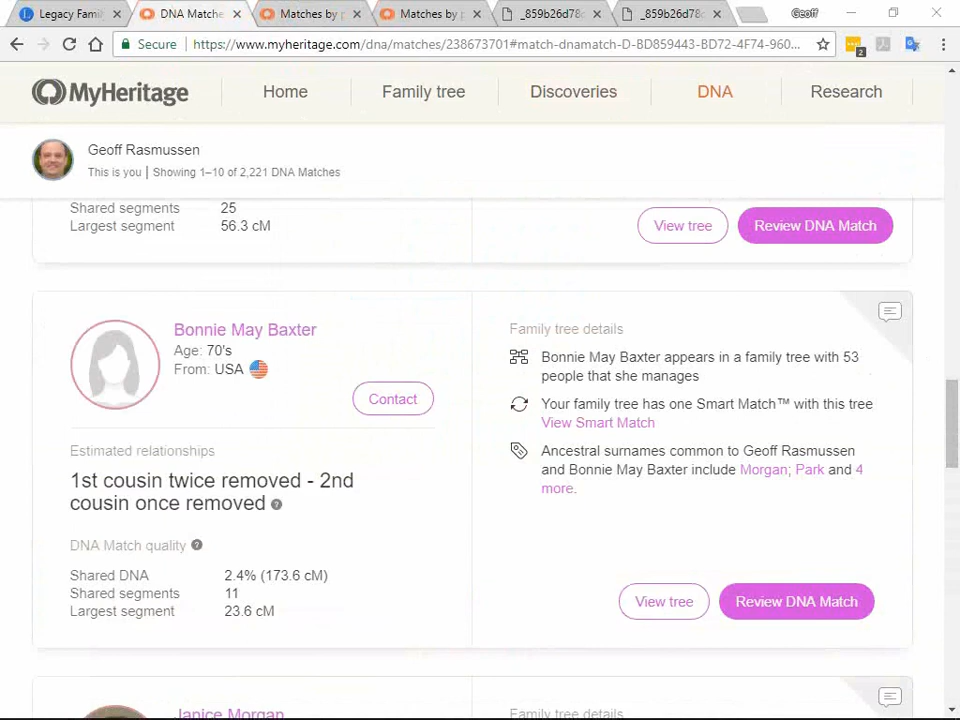 Legacy Famil
DNA Matche
Matches by p
Matches by p
_859b26d78c
_859b26d78c
Geoff
Secure
https://www.myheritage.com/dna/matches/238673701#match-dnamatch-D-BD859443-BD72-4F74-960...
2
MyHeritage
Home
Family tree
Discoveries
DNA
Research
Geoff Rasmussen
This is you | Showing 1–10 of 2,221 DNA Matches
Shared segments 25
Largest segment 56.3 cM
View tree
Review DNA Match
Bonnie May Baxter
Age: 70's
From: USA
Contact
Estimated relationships
1st cousin twice removed - 2nd
cousin once removed ?
DNA Match quality ?
Shared DNA 2.4% (173.6 cM)
Shared segments 11
Largest segment 23.6 cM
Family tree details
Bonnie May Baxter appears in a family tree with 53
people that she manages
Your family tree has one Smart Match™ with this tree
View Smart Match
Ancestral surnames common to Geoff Rasmussen
and Bonnie May Baxter include Morgan, Park and 4
more.
View tree
Review DNA Match
Janice Morgan
Family tree details